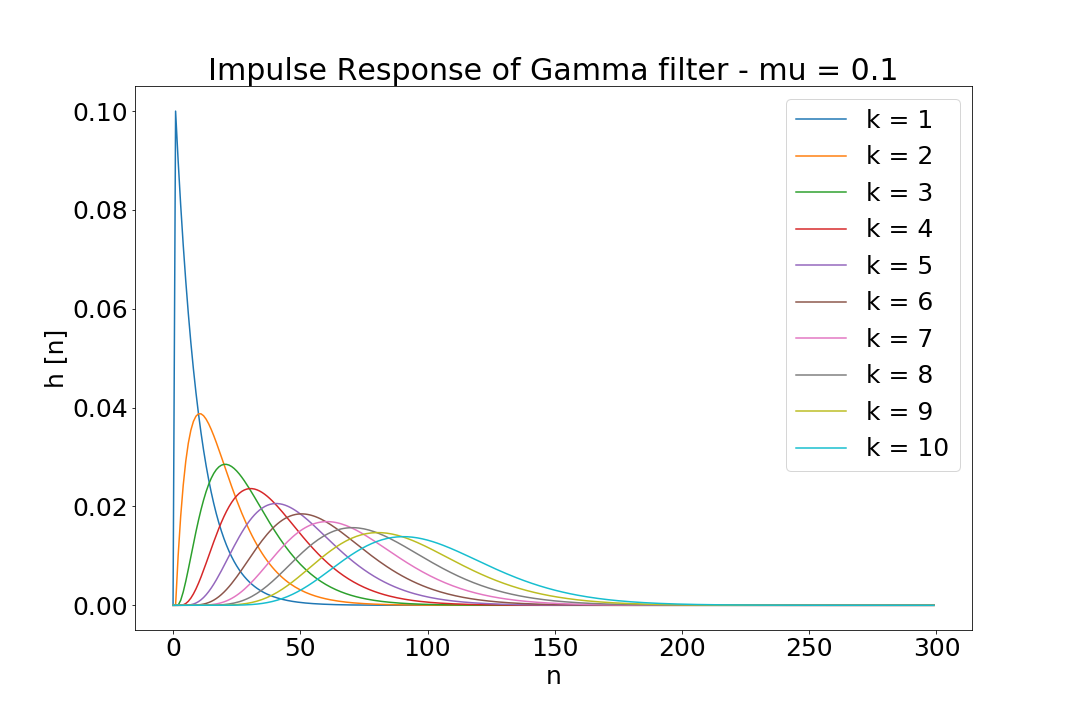 Impulse Response of Gamma filter - mu = 0.1
0.10
0.08
0.06
0.04
0.02
0.00
h [n]
0 50 100 150 200 250 300
n
k = 1
k = 2
k = 3
k = 4
k = 5
k = 6
k = 7
k = 8
k = 9
k = 10